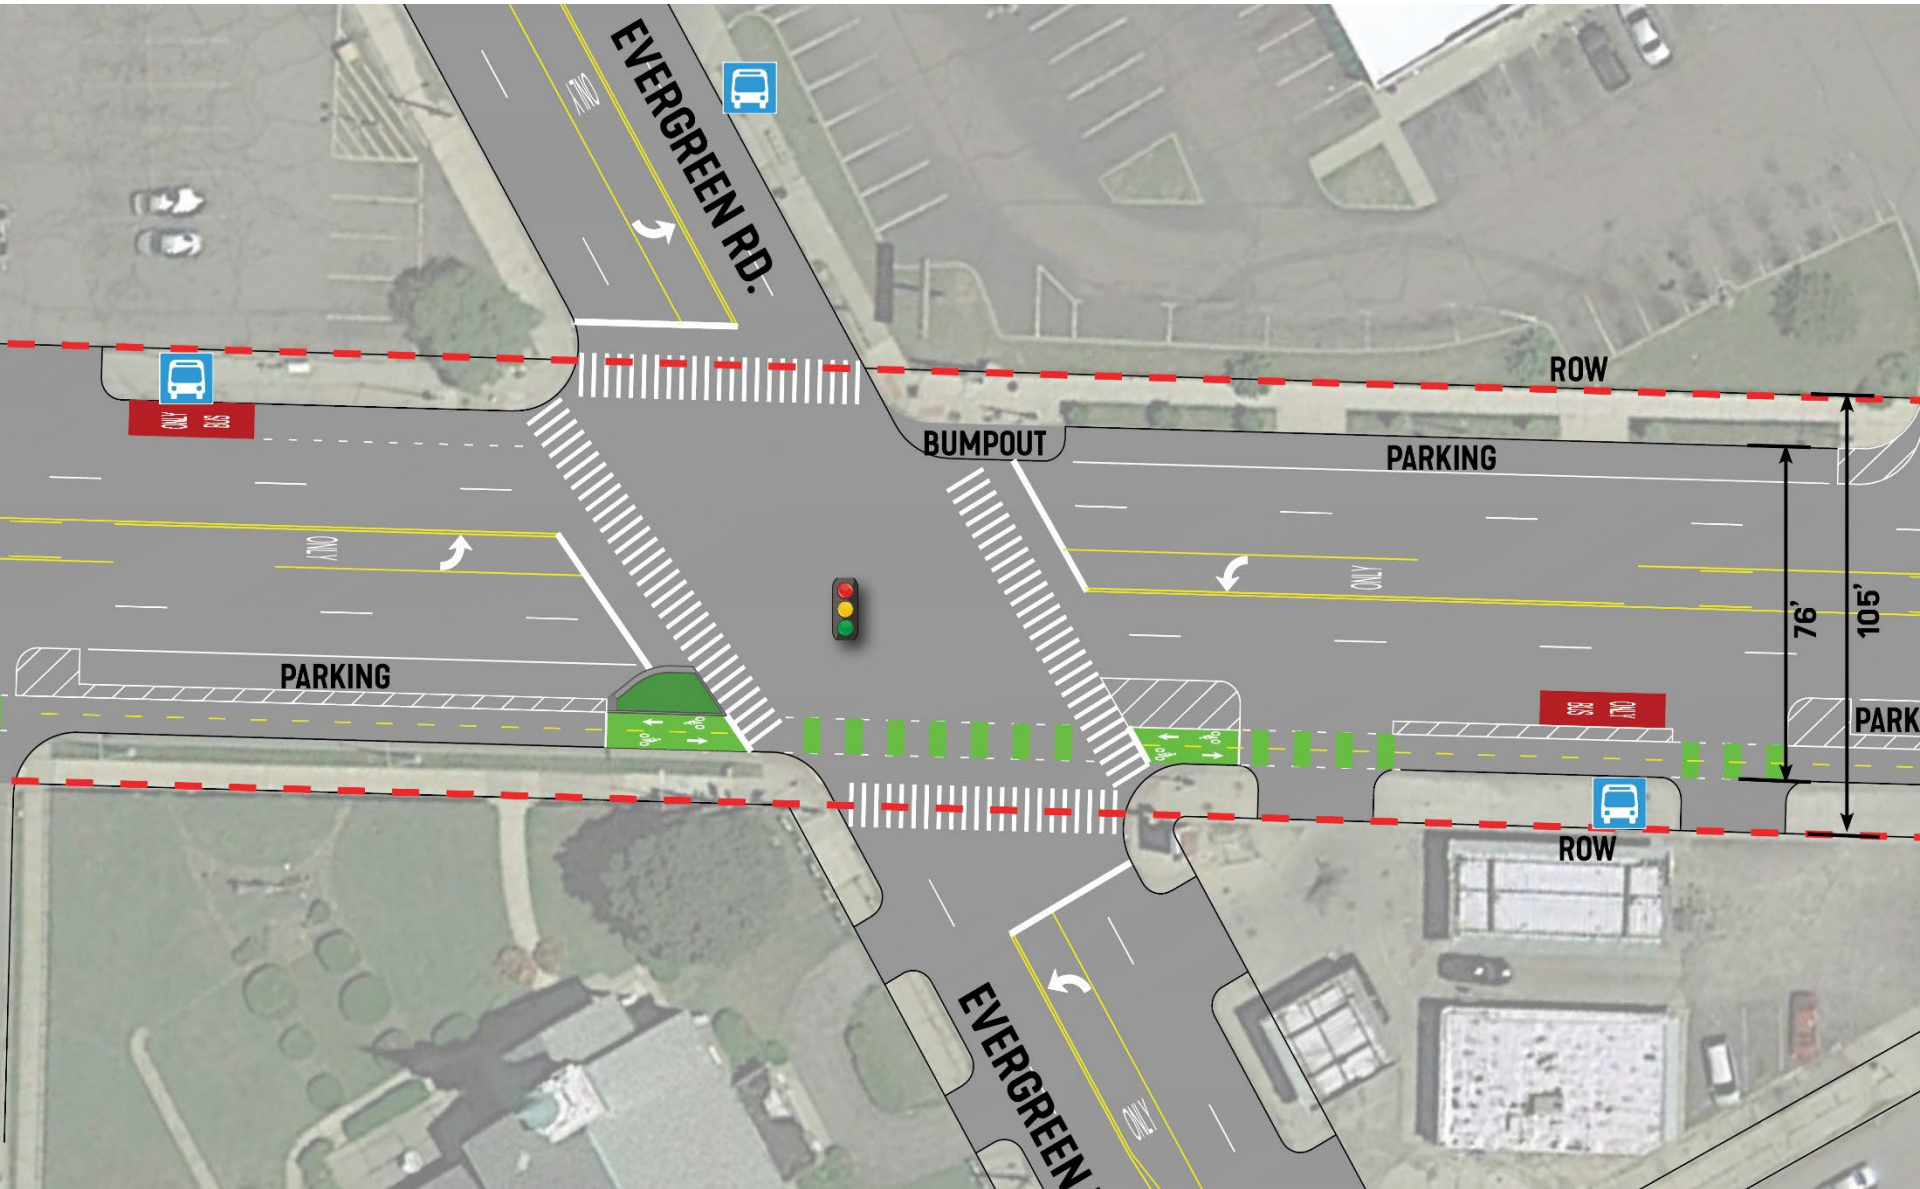 EVERGREEN RD.
ONLY
ROW
BUMPOUT
PARKING
ONLY
BUS
ONLY
ONLY
76'
105'
PARKING
ONLY
BUS
PARK
ROW
EVERGREEN
ONLY